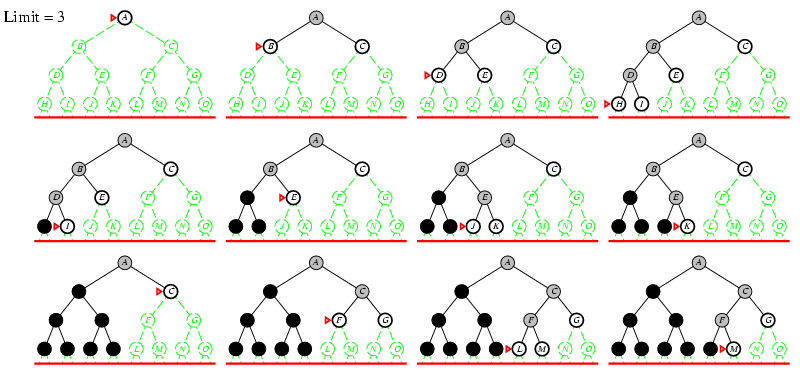 Limit = 3
A
B C
D E F G
H I J K L M N O
A
B C
D E F G
H I J K L M N O
A
B C
D E F G
H I J K L M N O
A
B C
D E F G
H I J K L M N O
A
B C
D E F G
I J K L M N O
A
B C
E F G
J K L M N O
A
B C
E F G
J K L M N O
A
B C
E F G
K L M N O
A
C
F G
L M N O
A
C
F G
L M N O
A
C
F G
L M N O
A
C
F G
M N O